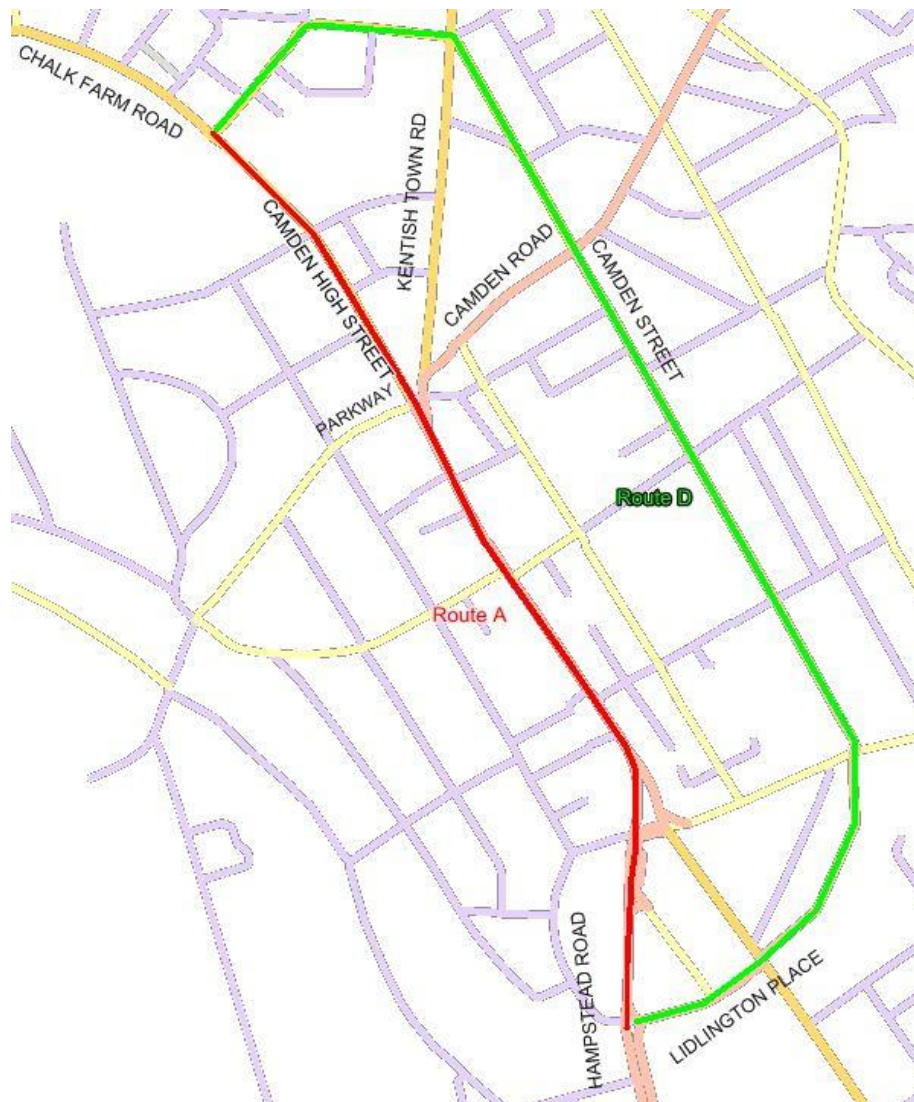 CHALK FARM ROAD
KENTISH TOWN RD
CAMDEN HIGH STREET
CAMDEN ROAD
CAMDEN STREET
PARKWAY
Route D
Route A
HAMPSTEAD ROAD
LIDLINGTON PLACE